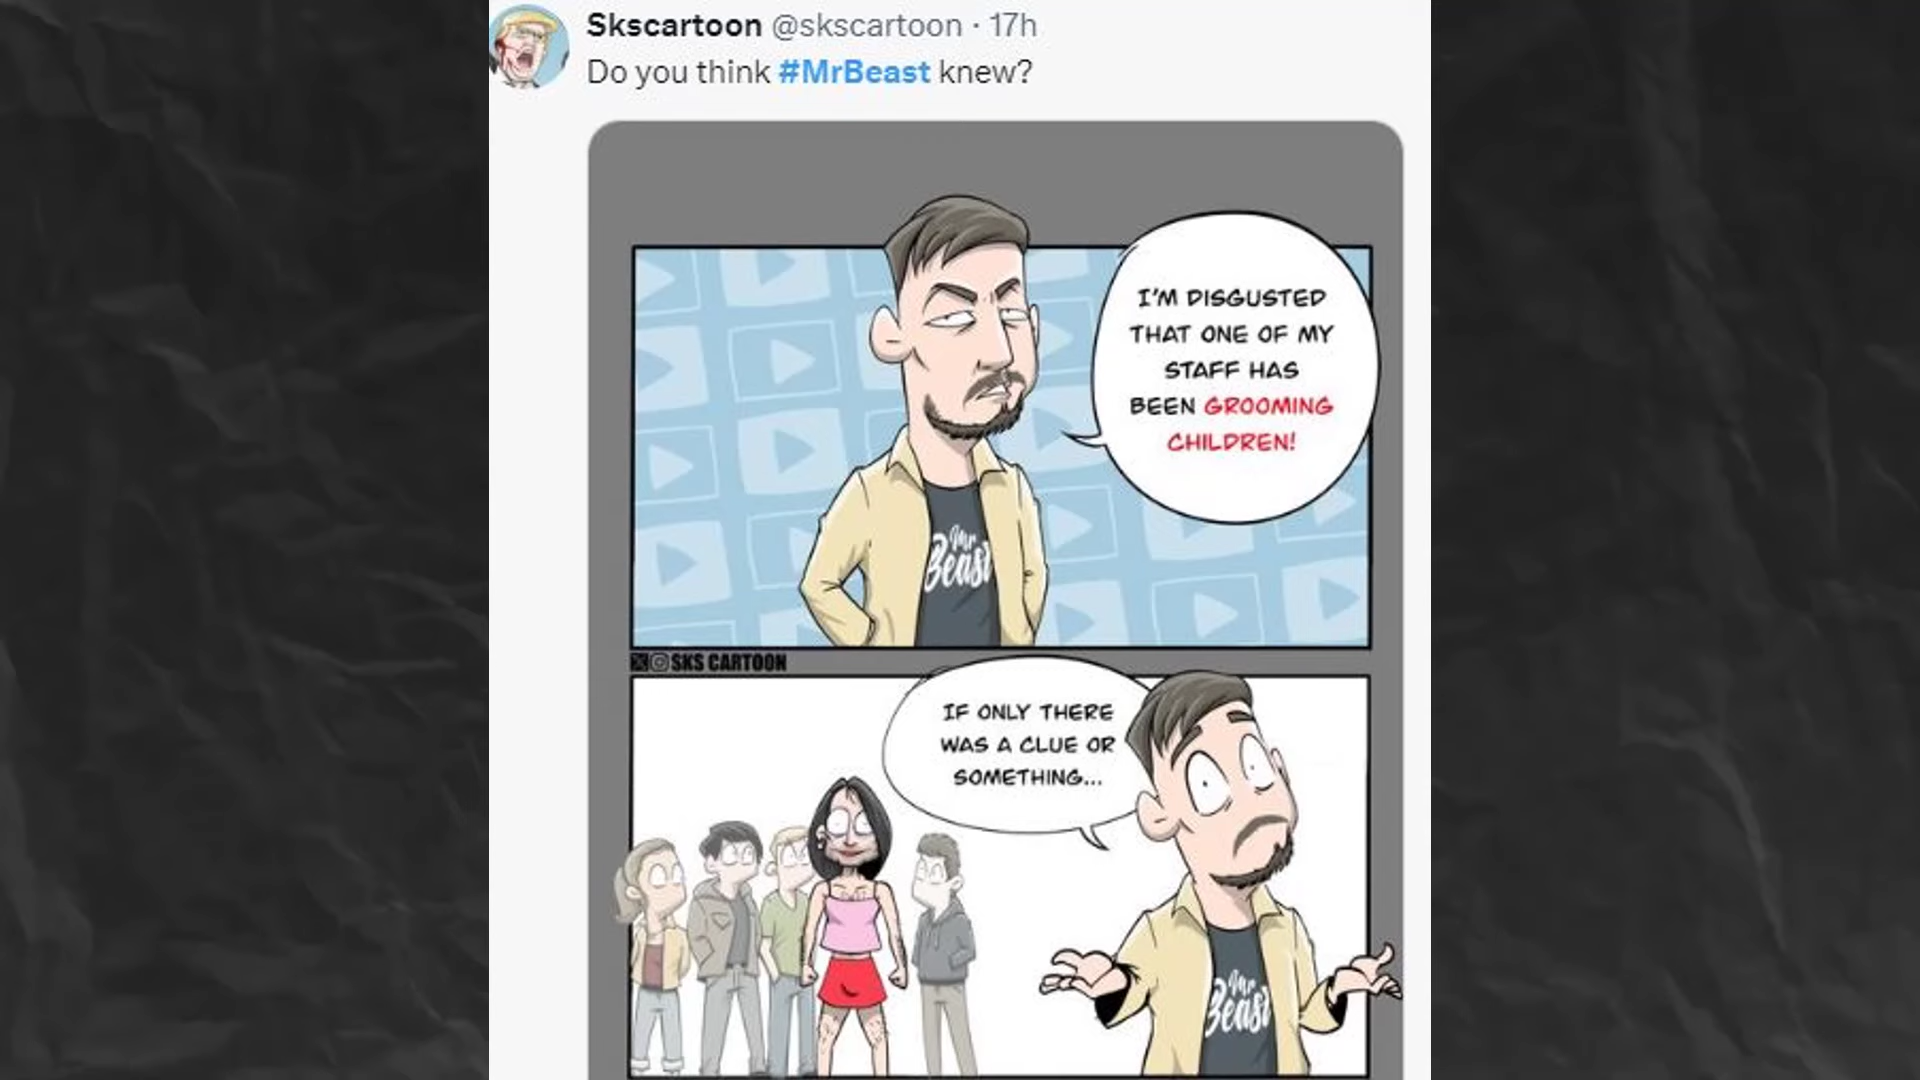 Skscartoon @skscartoon · 17h
Do you think #MrBeast knew?
I'M DISGUSTED
THAT ONE OF MY
STAFF HAS
BEEN GROOMING
CHILDREN!
Mr
Beast
SKS CARTOON
IF ONLY THERE
WAS A CLUE OR
SOMETHING...
Mr
Beast